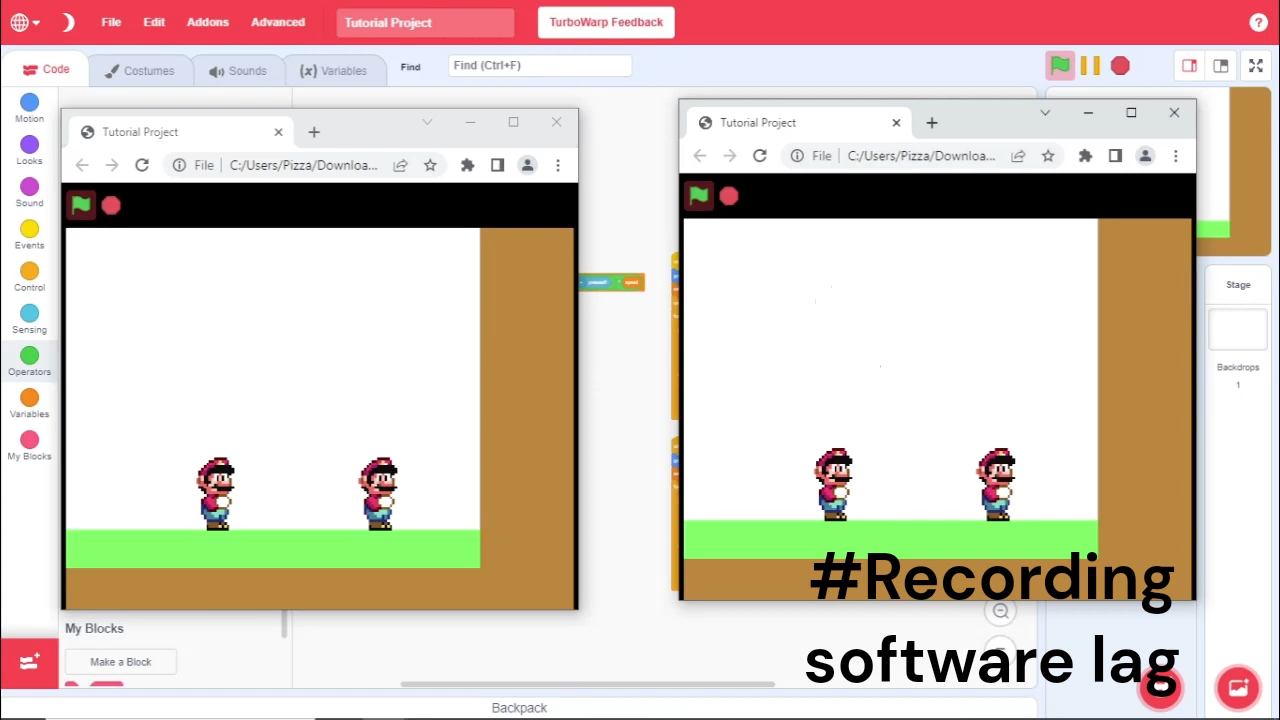 File Edit Addons Advanced Tutorial Project TurboWarp Feedback ?
Code Costumes Sounds (x) Variables Find Find (Ctrl+F)
Motion
Looks
Sound
Events
Control
Sensing
Operators
Variables
My Blocks
Tutorial Project
File C:/Users/Pizza/Downloa...
Tutorial Project
File C:/Users/Pizza/Downloa...
pressed? * speed
Stage
Backdrops
1
My Blocks
Make a Block
Backpack
#Recording
software lag